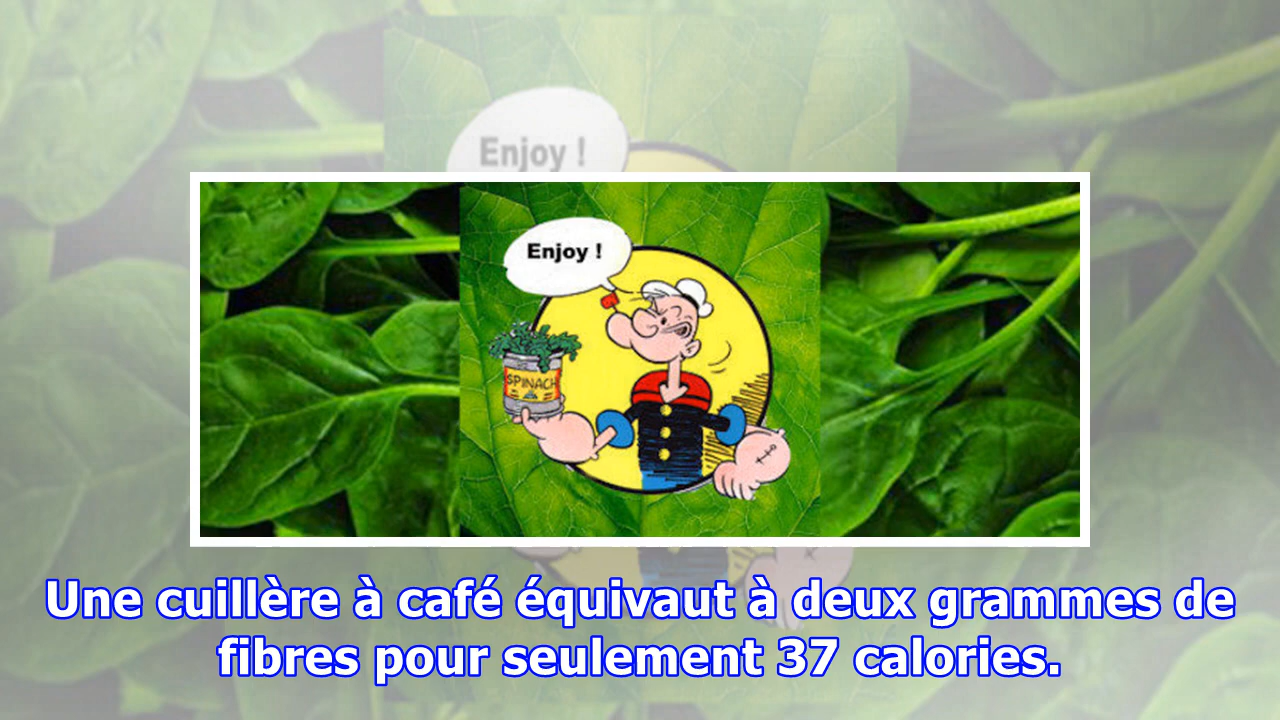 Enjoy !
Enjoy !
SPINACH
Une cuillère à café équivaut à deux grammes de
fibres pour seulement 37 calories.